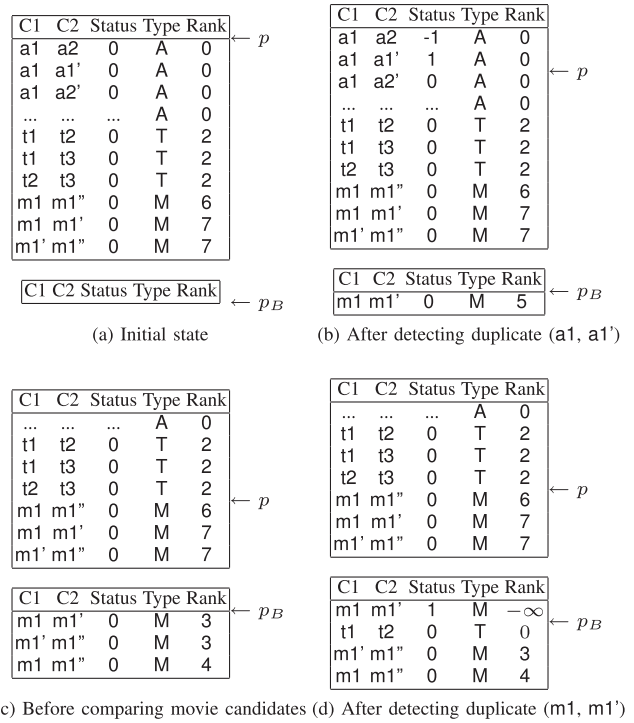 C1 C2 Status Type Rank
a1 a2 0 A 0
a1 a1' 0 A 0
a1 a2' 0 A 0
... ... ... A 0
t1 t2 0 T 2
t1 t3 0 T 2
t2 t3 0 T 2
m1 m1" 0 M 6
m1 m1' 0 M 7
m1' m1" 0 M 7
← p
C1 C2 Status Type Rank
← pB
(a) Initial state
C1 C2 Status Type Rank
a1 a2 -1 A 0
a1 a1' 1 A 0
a1 a2' 0 A 0
... ... ... A 0
t1 t2 0 T 2
t1 t3 0 T 2
t2 t3 0 T 2
m1 m1" 0 M 6
m1 m1' 0 M 7
m1' m1" 0 M 7
← p
C1 C2 Status Type Rank
m1 m1' 0 M 5
← pB
(b) After detecting duplicate (a1, a1')
C1 C2 Status Type Rank
... ... ... A 0
t1 t2 0 T 2
t1 t3 0 T 2
t2 t3 0 T 2
m1 m1" 0 M 6
m1 m1' 0 M 7
m1' m1" 0 M 7
← p
C1 C2 Status Type Rank
m1 m1' 0 M 3
m1' m1" 0 M 3
m1 m1" 0 M 4
← pB
c) Before comparing movie candidates
C1 C2 Status Type Rank
... ... ... A 0
t1 t2 0 T 2
t1 t3 0 T 2
t2 t3 0 T 2
m1 m1" 0 M 6
m1 m1' 0 M 7
m1' m1" 0 M 7
← p
C1 C2 Status Type Rank
m1 m1' 1 M −∞
t1 t2 0 T 0
m1' m1" 0 M 3
m1 m1" 0 M 4
← pB
(d) After detecting duplicate (m1, m1')